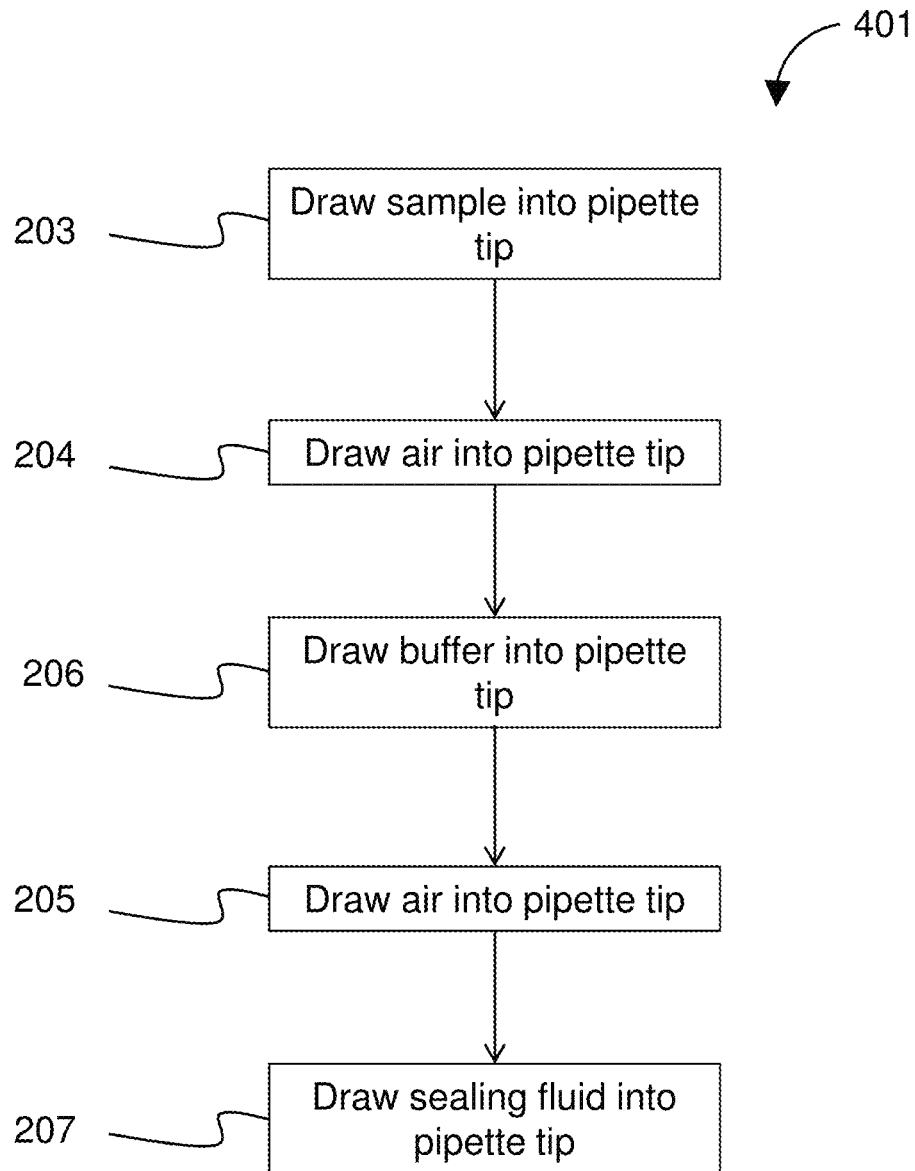 401
203
Draw sample into pipette
tip
204
Draw air into pipette tip
206
Draw buffer into pipette
tip
205
Draw air into pipette tip
207
Draw sealing fluid into
pipette tip